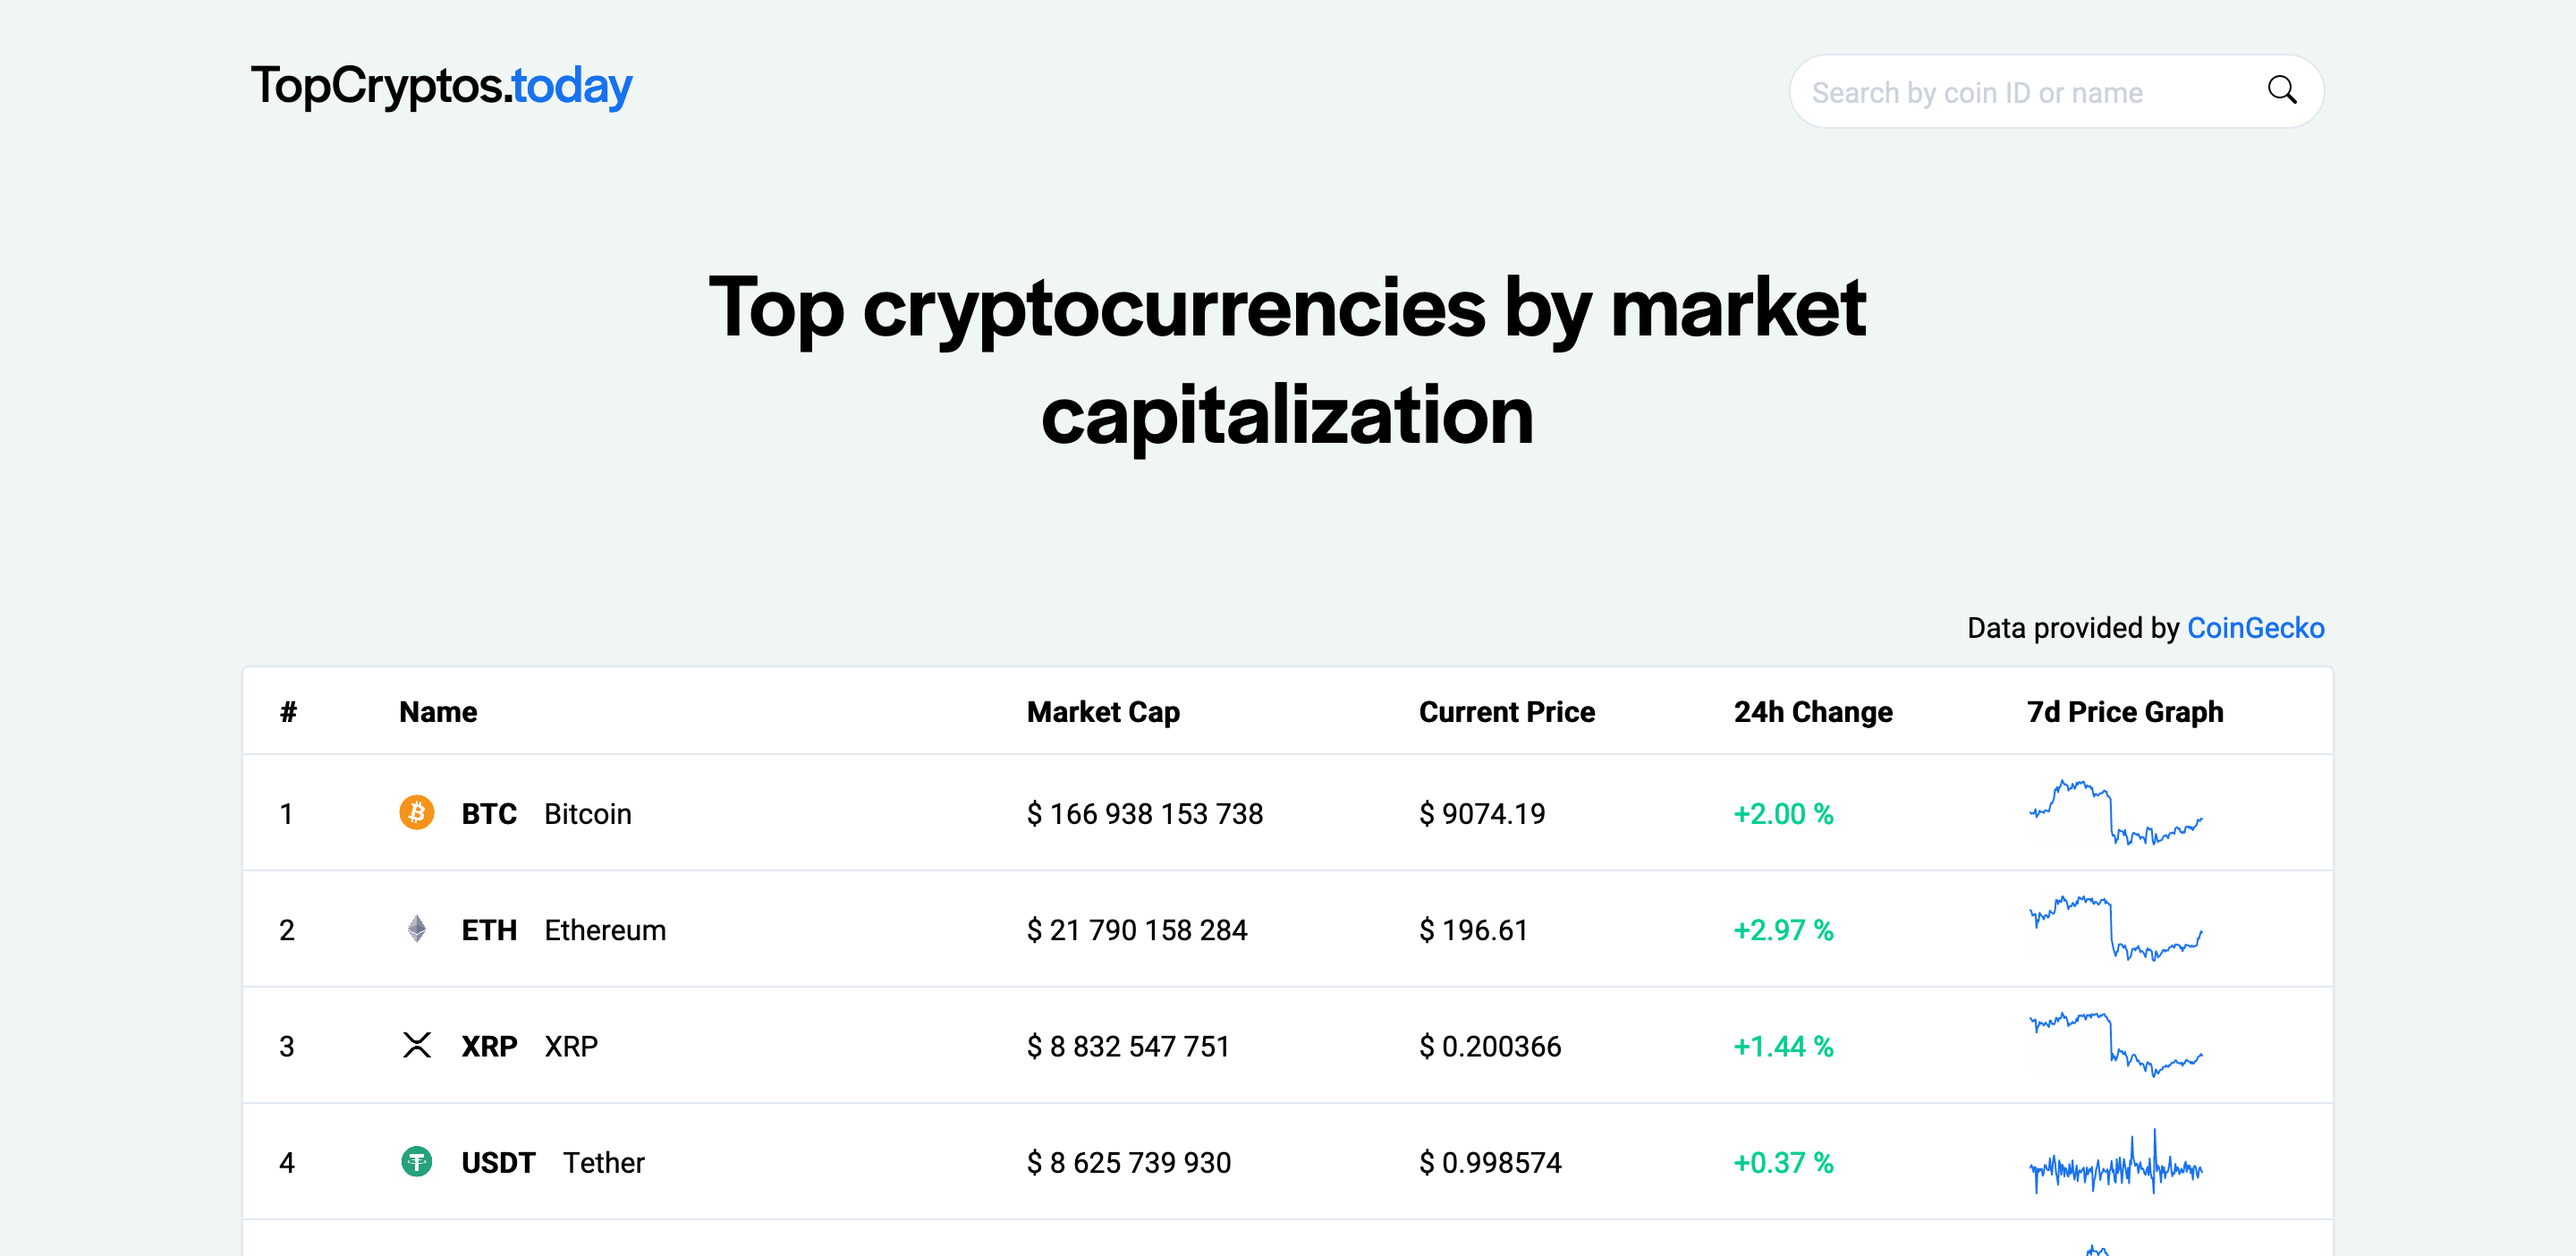 TopCryptos.today
Search by coin ID or name
Top cryptocurrencies by market
capitalization
Data provided by CoinGecko
# Name Market Cap Current Price 24h Change 7d Price Graph
1 BTC Bitcoin $ 166 938 153 738 $ 9074.19 +2.00 %
2 ETH Ethereum $ 21 790 158 284 $ 196.61 +2.97 %
3 XRP XRP $ 8 832 547 751 $ 0.200366 +1.44 %
4 USDT Tether $ 8 625 739 930 $ 0.998574 +0.37 %